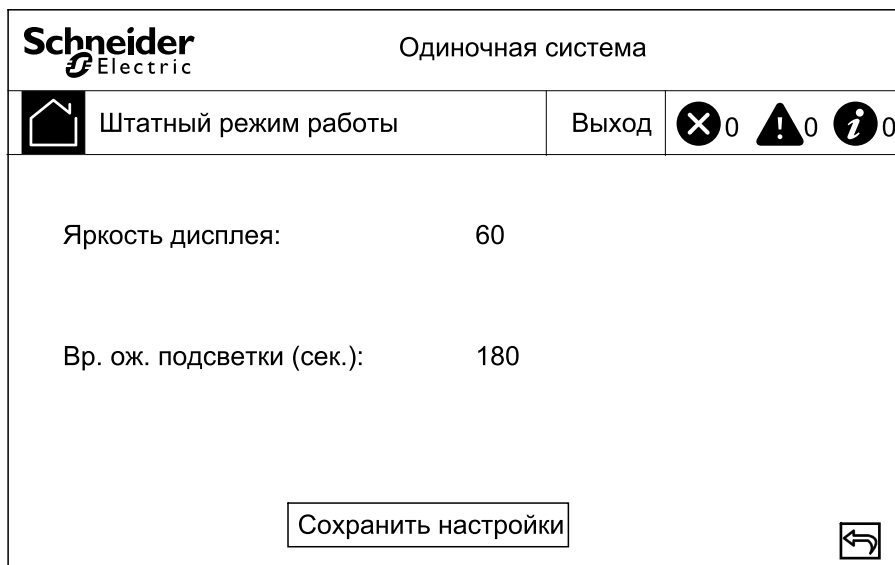 Schneider
Electric
Одиночная система
Штатный режим работы
Выход
0
0
0
Яркость дисплея: 60
Вр. ож. подсветки (сек.): 180
Сохранить настройки